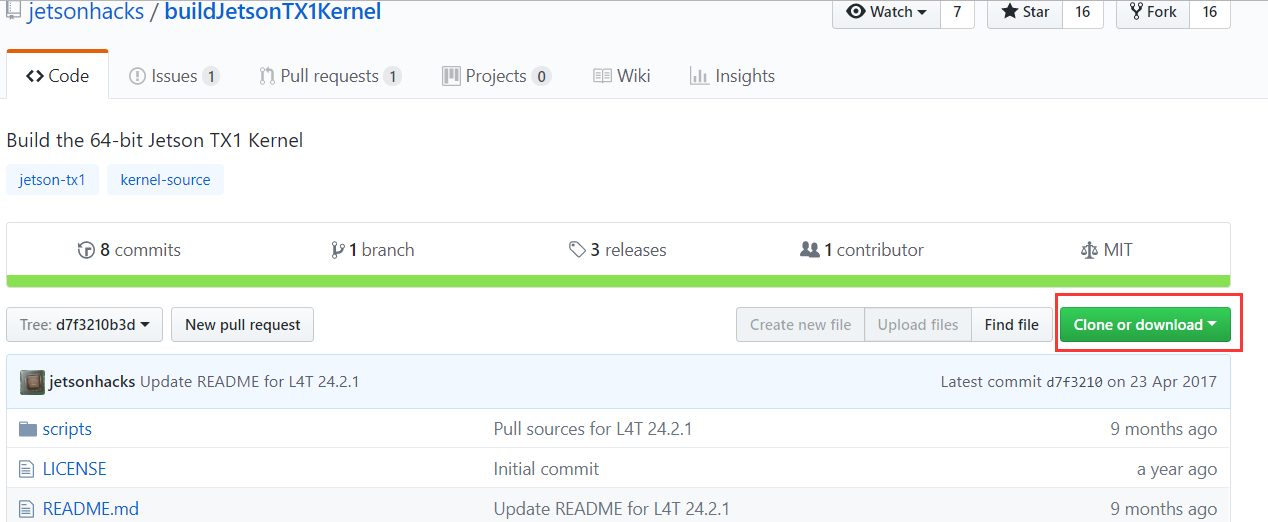 jetsonhacks / buildJetsonTX1Kernel
Watch 7 Star 16 Fork 16
Code Issues 1 Pull requests 1 Projects 0 Wiki Insights
Build the 64-bit Jetson TX1 Kernel
jetson-tx1 kernel-source
8 commits 1 branch 3 releases 1 contributor MIT
Tree: d7f3210b3d New pull request Create new file Upload files Find file Clone or download
jetsonhacks Update README for L4T 24.2.1 Latest commit d7f3210 on 23 Apr 2017
scripts Pull sources for L4T 24.2.1 9 months ago
LICENSE Initial commit a year ago
README.md Update README for L4T 24.2.1 9 months ago